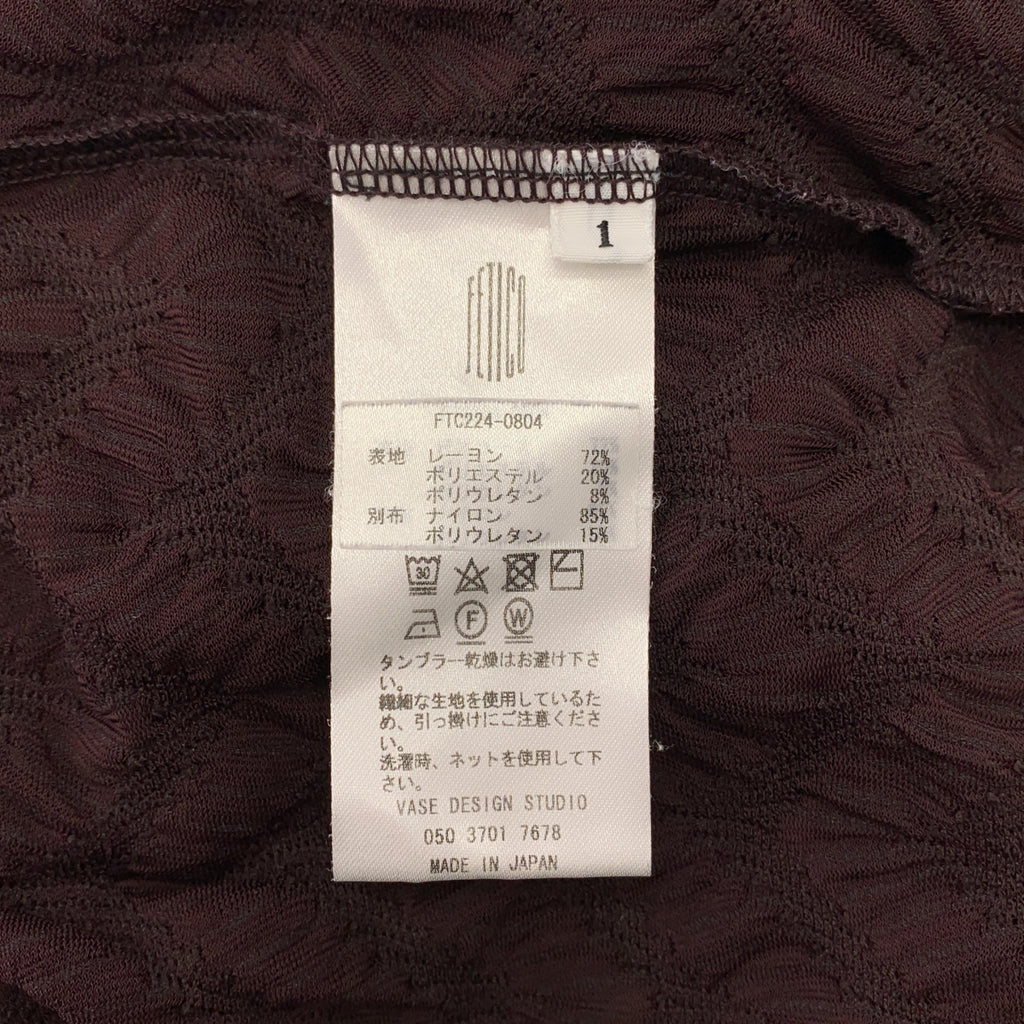 1
FETICO
FTC224-0804
表地 レーヨン 72%
ポリエステル 20%
ポリウレタン 8%
別布 ナイロン 85%
ポリウレタン 15%
30
F W
タンブラー乾燥はお避け下さ
い。
繊細な生地を使用しているた
め、引っ掛けにご注意くださ
い。
洗濯時、ネットを使用して下
さい。
VASE DESIGN STUDIO
050 3701 7678
MADE IN JAPAN